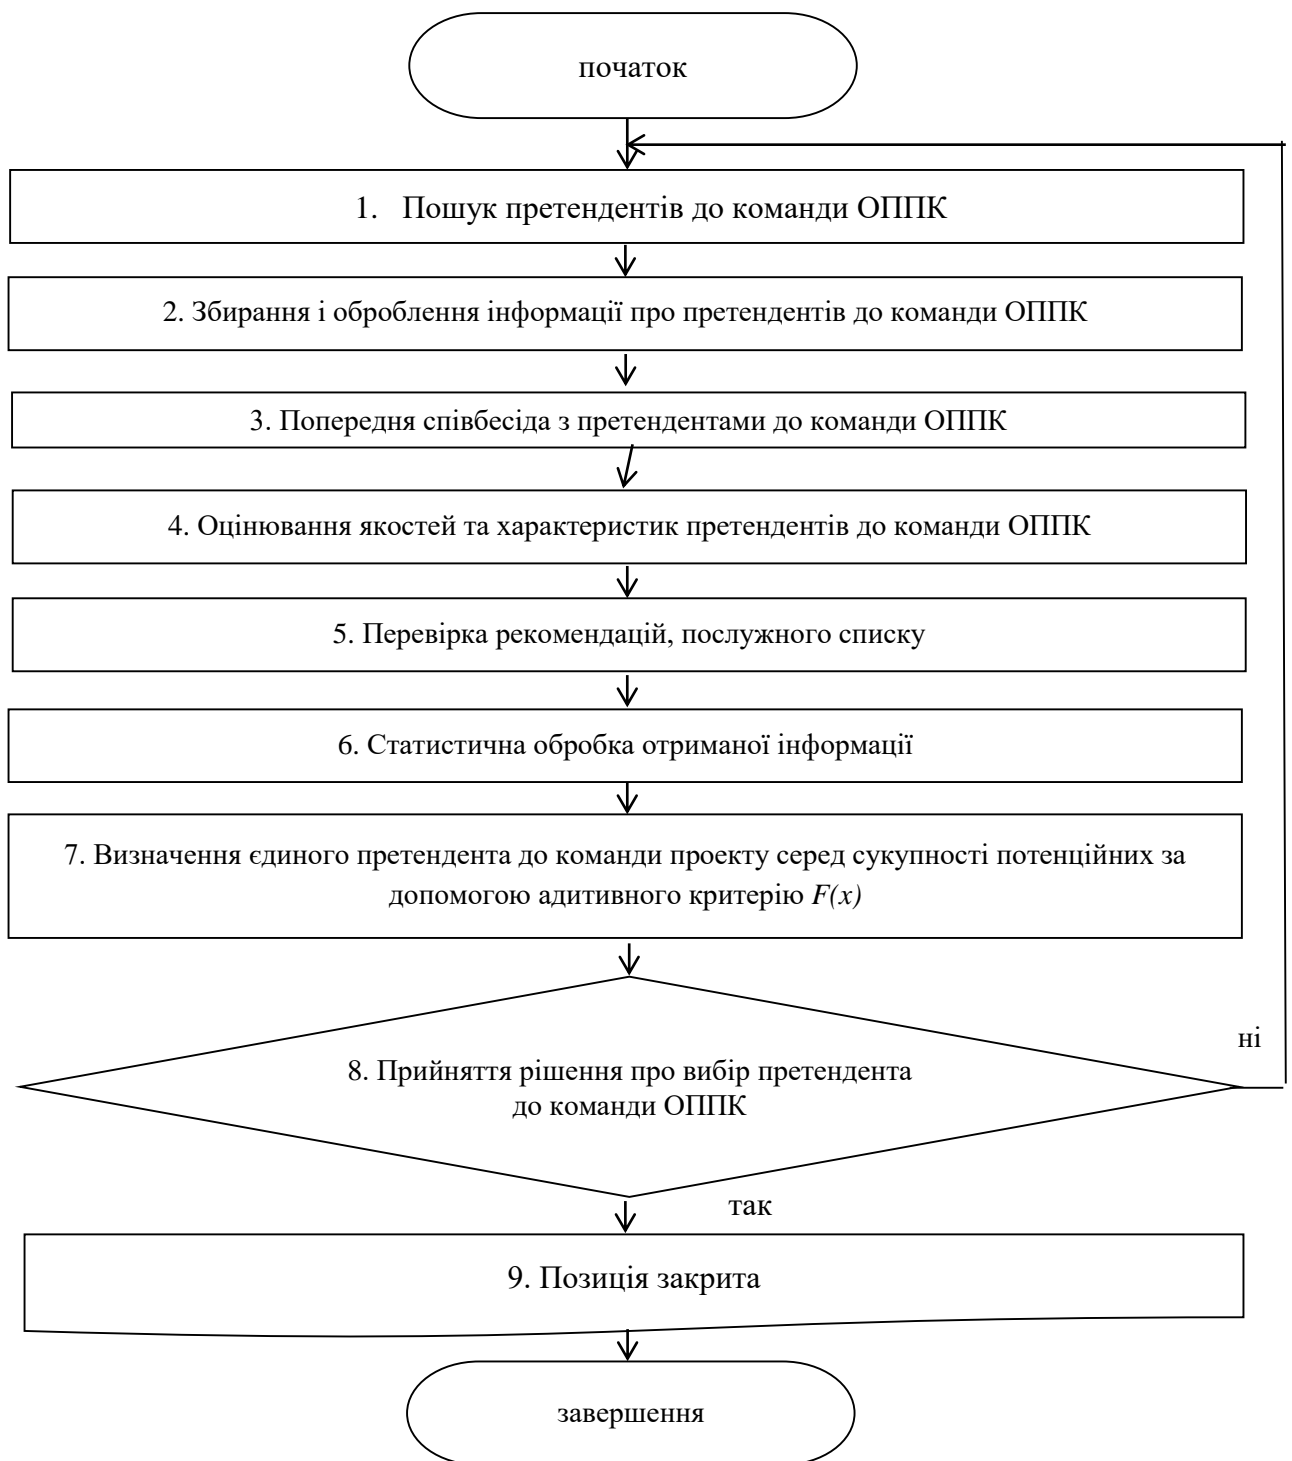 початок
1. Пошук претендентів до команди ОППК
2. Збирання і оброблення інформації про претендентів до команди ОППК
3. Попередня співбесіда з претендентами до команди ОППК
4. Оцінювання якостей та характеристик претендентів до команди ОППК
5. Перевірка рекомендацій, послужного списку
6. Статистична обробка отриманої інформації
7. Визначення єдиного претендента до команди проекту серед сукупності потенційних за
допомогою адитивного критерію F(x)
ні
8. Прийняття рішення про вибір претендента
до команди ОППК
так
9. Позиція закрита
завершення